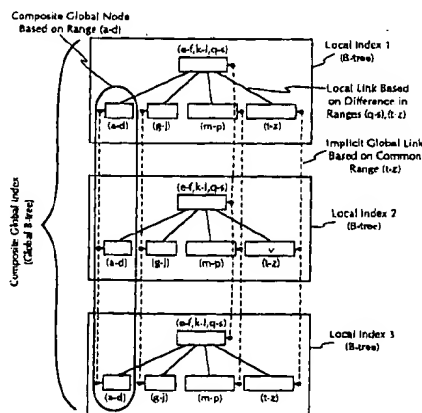 Composite Global Node
Based on Range (a-d)
Composite Global Index
(Global B-tree)
(e-f,k-l,q-s)
(a-d) (g-j) (m-p) (t-z)
Local Index 1
(B-tree)
Local Link Based
on Difference in
Ranges (q-s),(t-z)
Implicit Global Link
Based on Common
Range (t-z)
(e-f,k-l,q-s)
(a-d) (g-j) (m-p) (t-z)
Local Index 2
(B-tree)
(e-f,k-l,q-s)
(a-d) (g-j) (m-p) (t-z)
Local Index 3
(B-tree)